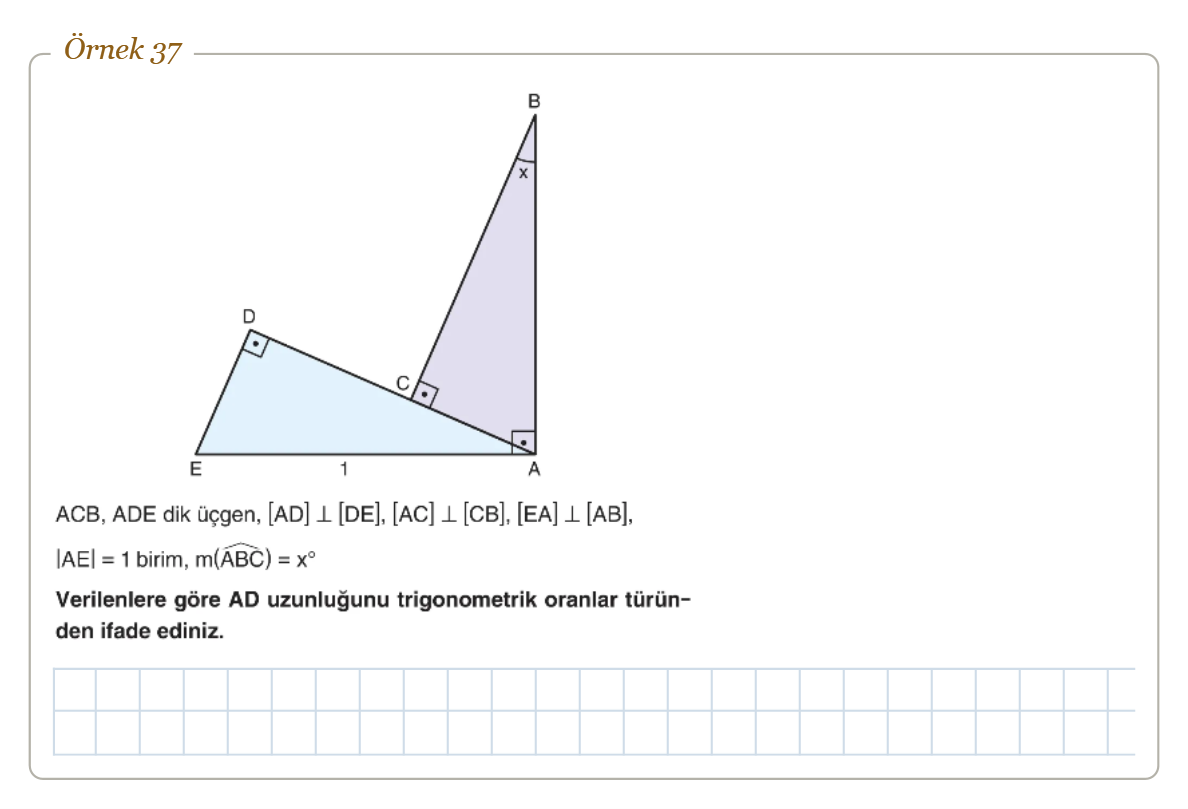 Örnek 37
B
x
D
C
E
1
A
ACB, ADE dik üçgen, [AD] ⊥ [DE], [AC] ⊥ [CB], [EA] ⊥ [AB],
|AE| = 1 birim, m(ABC) = x°
Verilenlere göre AD uzunluğunu trigonometrik oranlar türün–
den ifade ediniz.